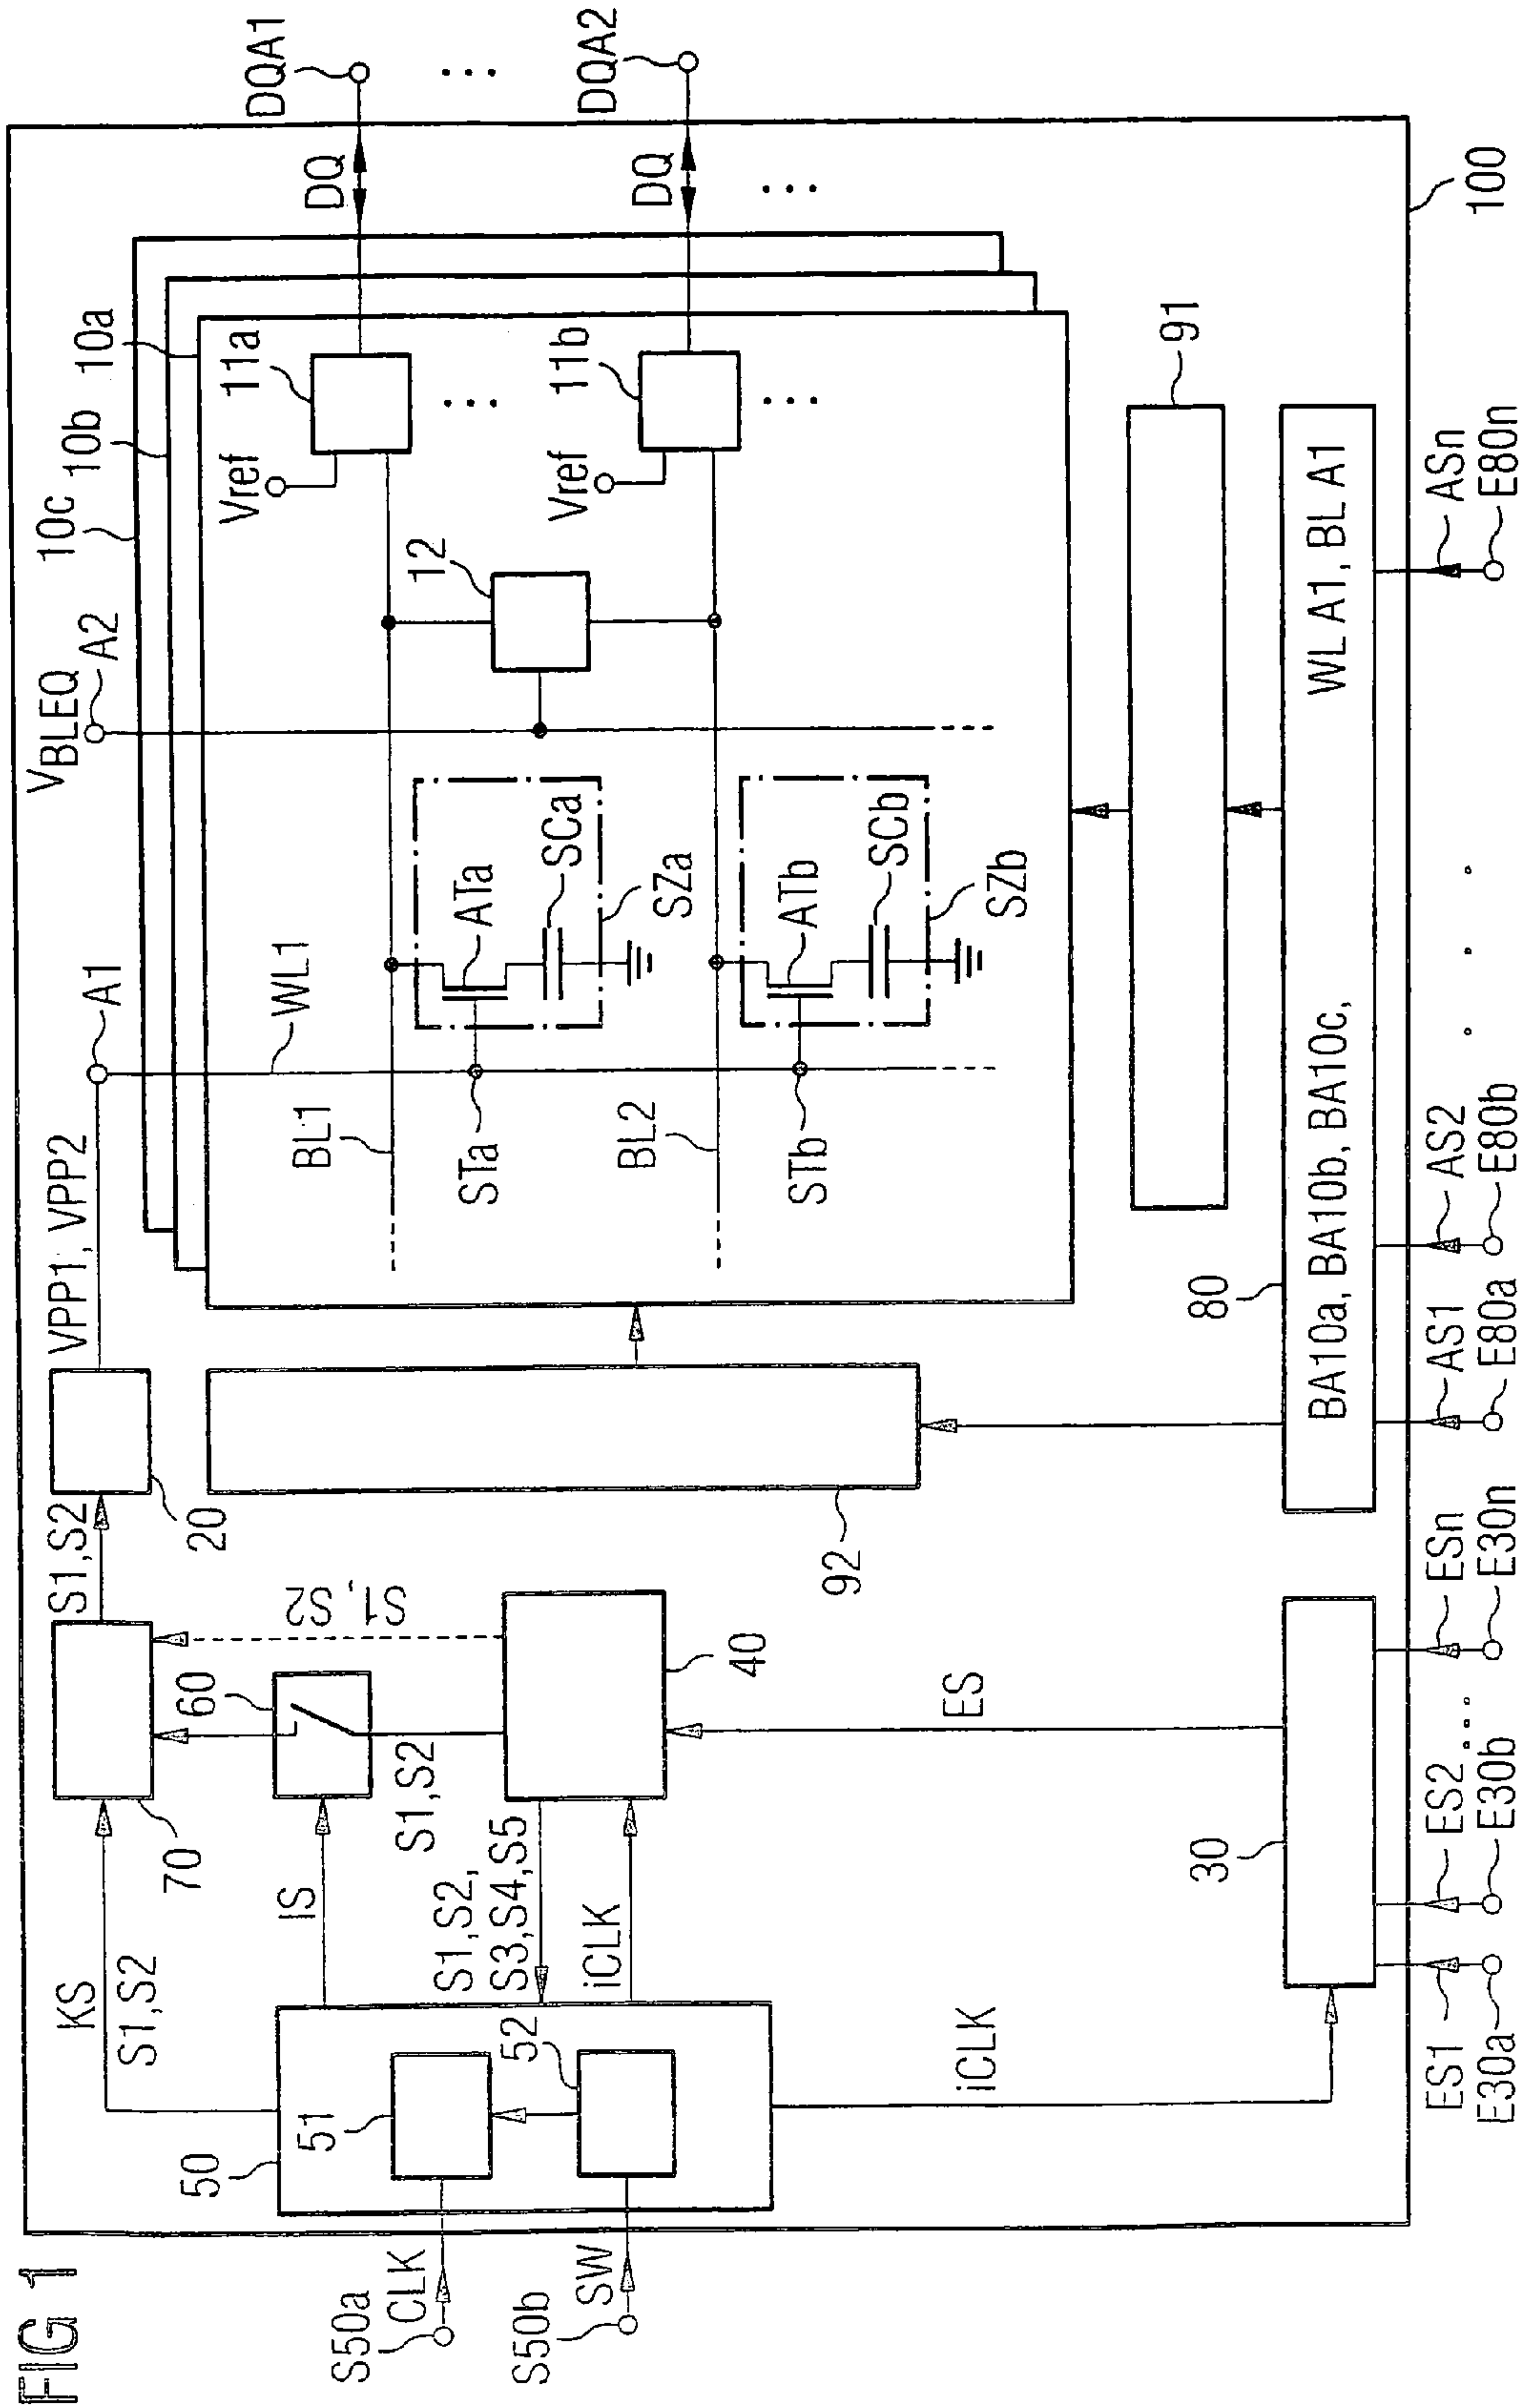 FIG 1
S50a
CLK
S50b
SW
50
51
52
KS
S1,S2
IS
S1,S2,
S3,S4,S5
iCLK
iCLK
70
60
S1,S2
S1,S2
40
S1,S2
20
92
ES
30
ES1
E30a
ES2
E30b
...
ESn
E30n
VPP1, VPP2
A1
WL1
BL1
STa
ATa
SCa
SZa
BL2
STb
ATb
SCb
SZb
VBLEQ
A2
12
Vref
11a
Vref
11b
...
...
10c
10b
10a
DQ
DQA1
...
DQ
DQA2
...
91
80
BA10a, BA10b, BA10c,
WL A1, BL A1
AS1
E80a
AS2
E80b
. . .
ASn
E80n
100